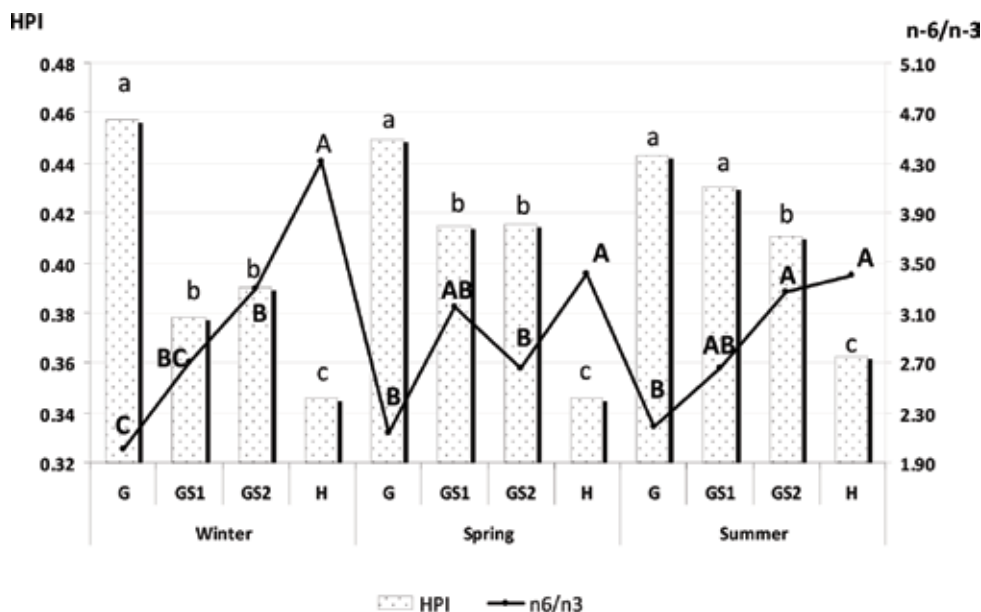 HPI n-6/n-3
0.48 5.10
a
0.46 a 4.70
a
A a
0.44 4.30
b b b
0.42 3.90
b A A
0.40 b AB A 3.50
0.38 B 3.10
BC B AB c
0.36 c c 2.70
C B B
0.34 2.30
0.32 1.90
G GS1 GS2 H G GS1 GS2 H G GS1 GS2 H
Winter Spring Summer
HPI n6/n3